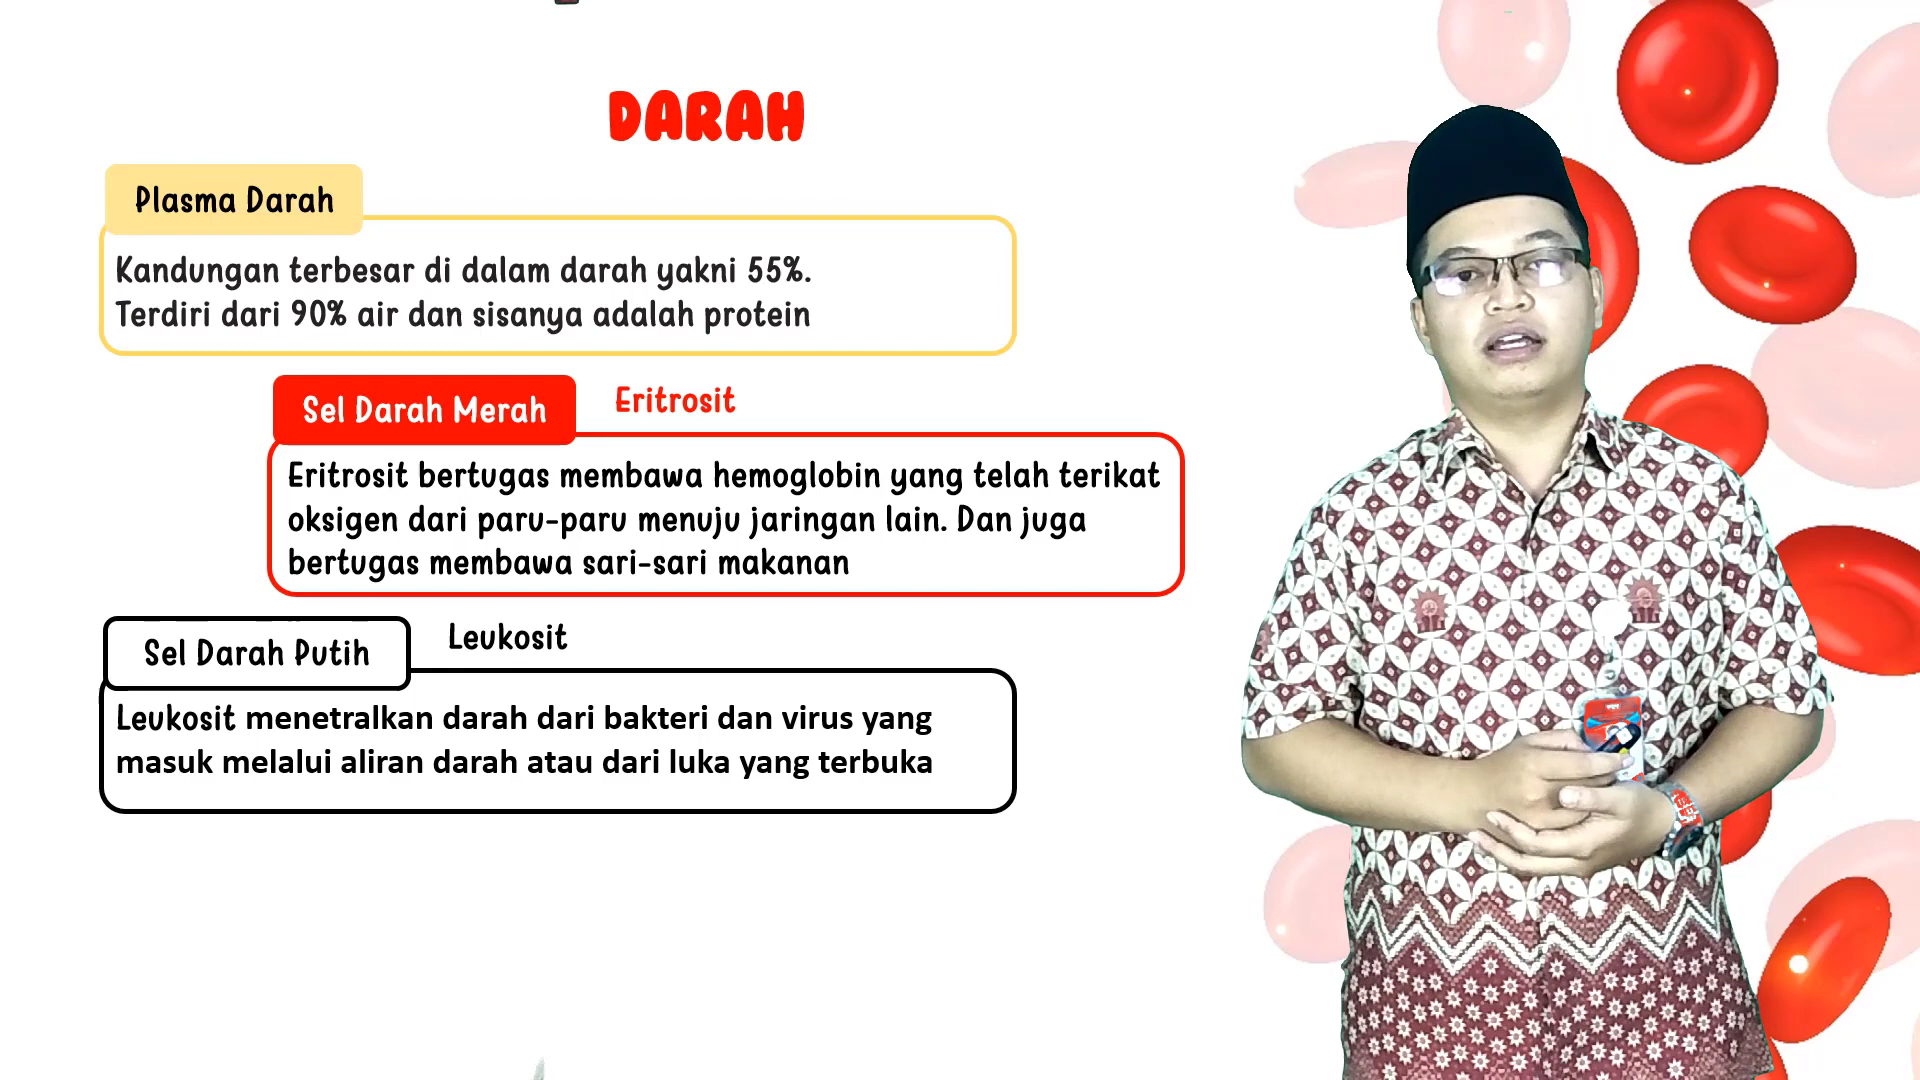 DARAH
Plasma Darah
Kandungan terbesar di dalam darah yakni 55%.
Terdiri dari 90% air dan sisanya adalah protein
Sel Darah Merah
Eritrosit
Eritrosit bertugas membawa hemoglobin yang telah terikat
oksigen dari paru-paru menuju jaringan lain. Dan juga
bertugas membawa sari-sari makanan
Sel Darah Putih
Leukosit
Leukosit menetralkan darah dari bakteri dan virus yang
masuk melalui aliran darah atau dari luka yang terbuka